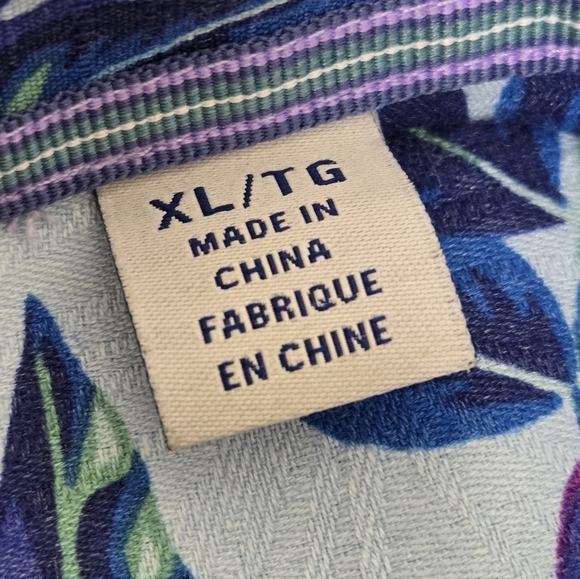 XL/TG
MADE IN
CHINA
FABRIQUE
EN CHINE